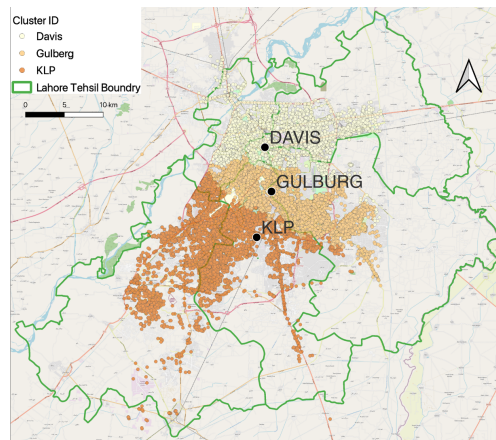 Cluster ID
Davis
Gulberg
KLP
Lahore Tehsil Boundry
0 5 10 km
DAVIS
GULBURG
KLP